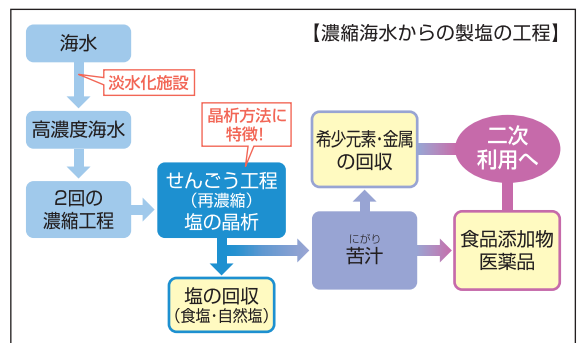 【濃縮海水からの製塩の工程】
海水
淡水化施設
高濃度海水
2回の
濃縮工程
晶析方法に
特徴!
せんごう工程
(再濃縮)
塩の晶析
塩の回収
(食塩・自然塩)
希少元素・金属
の回収
にがり
苦汁
二次
利用へ
食品添加物
医薬品